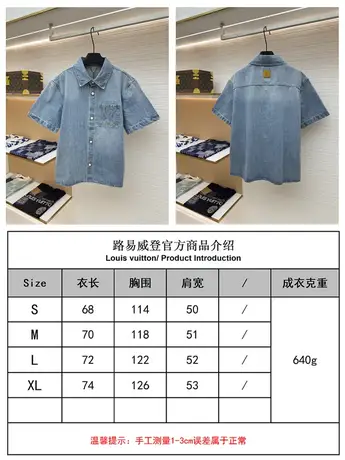 路易威登官方商品介绍
Louis vuitton/ Product Introduction
Size 衣长 胸围 肩宽 / 成衣克重
S 68 114 50 /
M 70 118 51 /
L 72 122 52 / 640g
XL 74 126 53 /
温馨提示：手工测量1-3cm误差属于正常